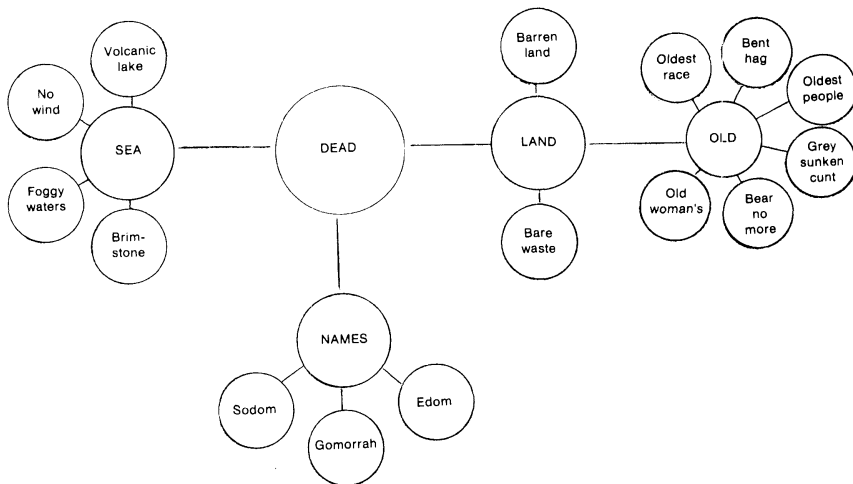 Volcanic
lake
No
wind
SEA
Foggy
waters
Brim-
stone
DEAD
Barren
land
LAND
Bare
waste
Oldest
race
Bent
hag
Oldest
people
OLD
Grey
sunken
cunt
Old
woman's
Bear
no
more
NAMES
Sodom
Gomorrah
Edom